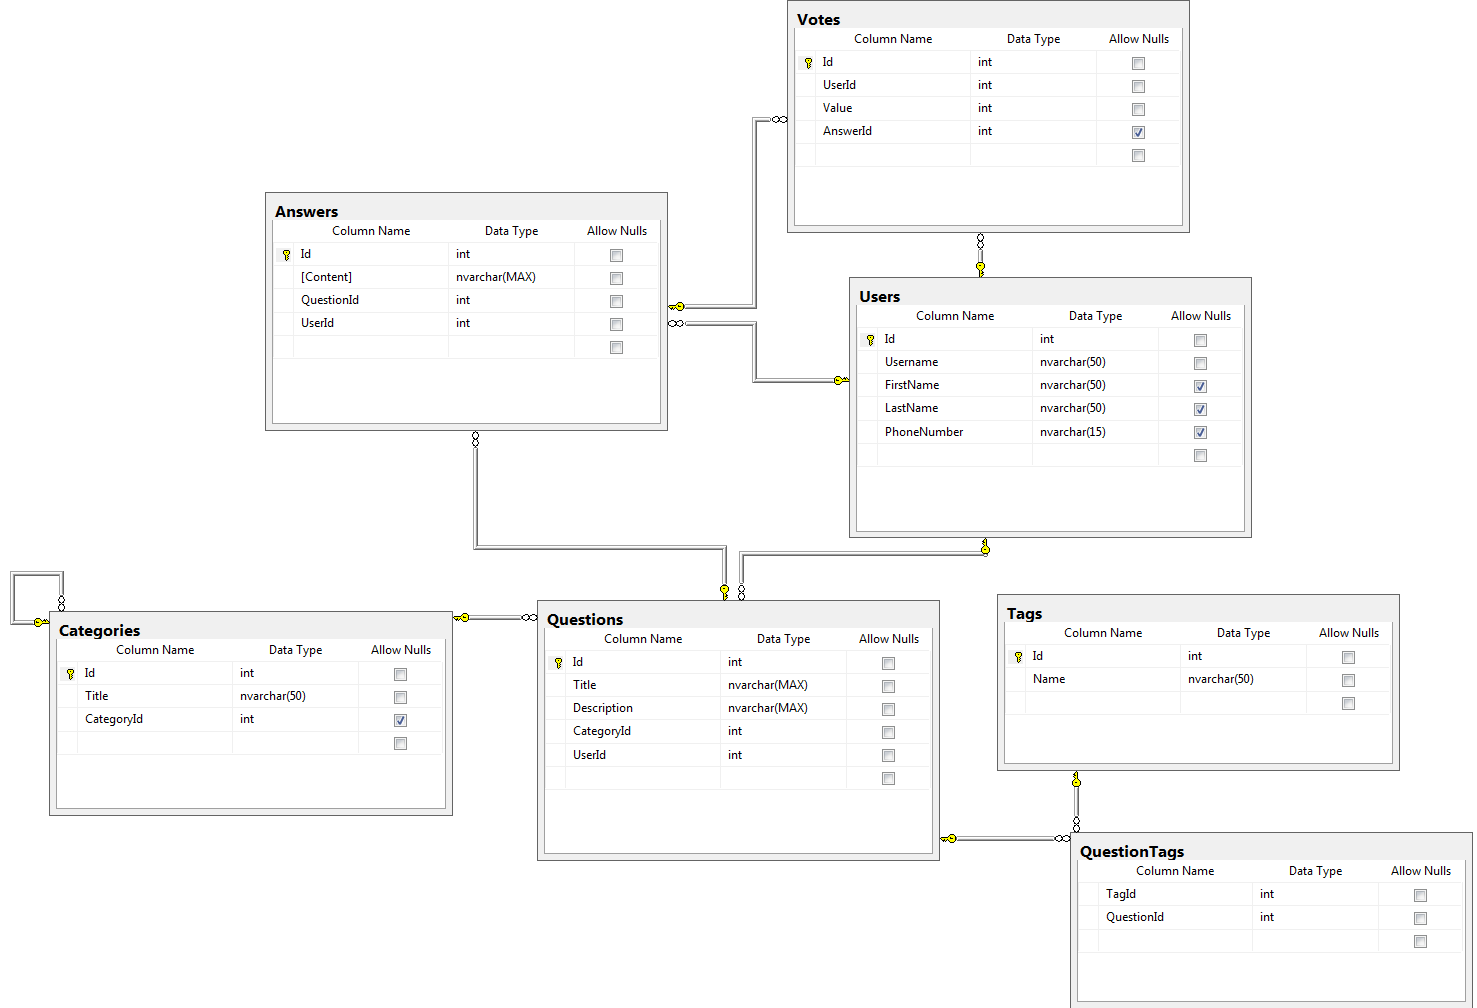 Votes
Column Name Data Type Allow Nulls
Id int
UserId int
Value int
AnswerId int
Answers
Column Name Data Type Allow Nulls
Id int
[Content] nvarchar(MAX)
QuestionId int
UserId int
Users
Column Name Data Type Allow Nulls
Id int
Username nvarchar(50)
FirstName nvarchar(50)
LastName nvarchar(50)
PhoneNumber nvarchar(15)
Categories
Column Name Data Type Allow Nulls
Id int
Title nvarchar(50)
CategoryId int
Questions
Column Name Data Type Allow Nulls
Id int
Title nvarchar(MAX)
Description nvarchar(MAX)
CategoryId int
UserId int
Tags
Column Name Data Type Allow Nulls
Id int
Name nvarchar(50)
QuestionTags
Column Name Data Type Allow Nulls
TagId int
QuestionId int